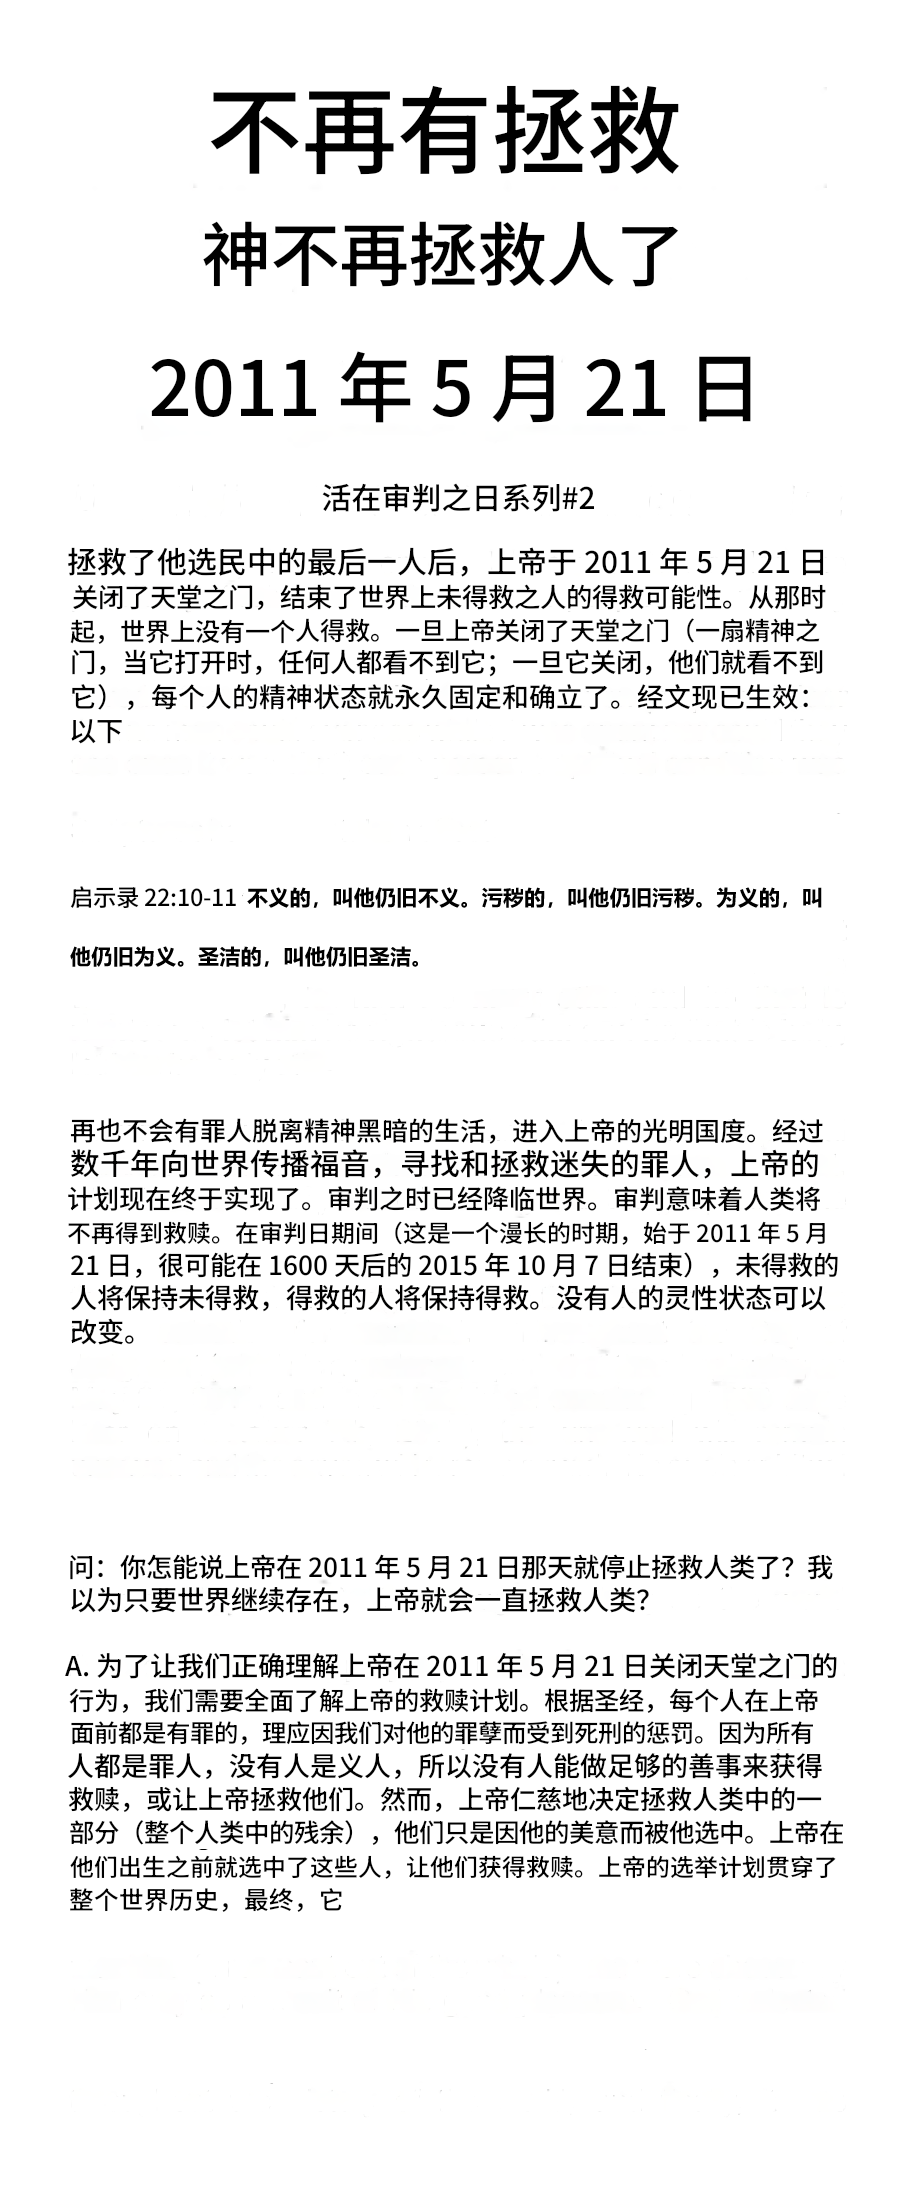 不再有拯救
神不再拯救人了
2011 年 5 月 21 日
活在审判之日系列#2
拯救了他选民中的最后一人后，上帝于 2011 年 5 月 21 日
关闭了天堂之门，结束了世界上未得救之人的得救可能性。从那时
起，世界上没有一个人得救。一旦上帝关闭了天堂之门（一扇精神之
门，当它打开时，任何人都看不到它；一旦它关闭，他们就看不到
它），每个人的精神状态就永久固定和确立了。经文现已生效：
以下
启示录 22:10-11 不义的，叫他仍旧不义。污秽的，叫他仍旧污秽。为义的，叫
他仍旧为义。圣洁的，叫他仍旧圣洁。
再也不会有罪人脱离精神黑暗的生活，进入上帝的光明国度。经过
数千年向世界传播福音，寻找和拯救迷失的罪人，上帝的
计划现在终于实现了。审判之时已经降临世界。审判意味着人类将
不再得到救赎。在审判日期间（这是一个漫长的时期，始于 2011 年 5 月
21 日，很可能在 1600 天后的 2015 年 10 月 7 日结束），未得救的
人将保持未得救，得救的人将保持得救。没有人的灵性状态可以
改变。
问：你怎能说上帝在 2011 年 5 月 21 日那天就停止拯救人类了？我
以为只要世界继续存在，上帝就会一直拯救人类？
A. 为了让我们正确理解上帝在 2011 年 5 月 21 日关闭天堂之门的
行为，我们需要全面了解上帝的救赎计划。根据圣经，每个人在上帝
面前都是有罪的，理应因我们对他的罪孽而受到死刑的惩罚。因为所有
人都是罪人，没有人是义人，所以没有人能做足够的善事来获得
救赎，或让上帝拯救他们。然而，上帝仁慈地决定拯救人类中的一
部分（整个人类中的残余），他们只是因他的美意而被他选中。上帝在
他们出生之前就选中了这些人，让他们获得救赎。上帝的选举计划贯穿了
整个世界历史，最终，它